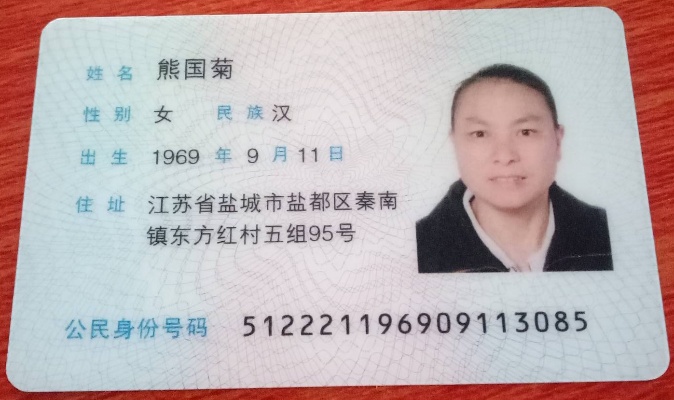 姓名 熊国菊
性别 女 民族 汉
出生 1969 年 9 月 11 日
住址 江苏省盐城市盐都区秦南
镇东方红村五组95号
公民身份号码 512221196909113085